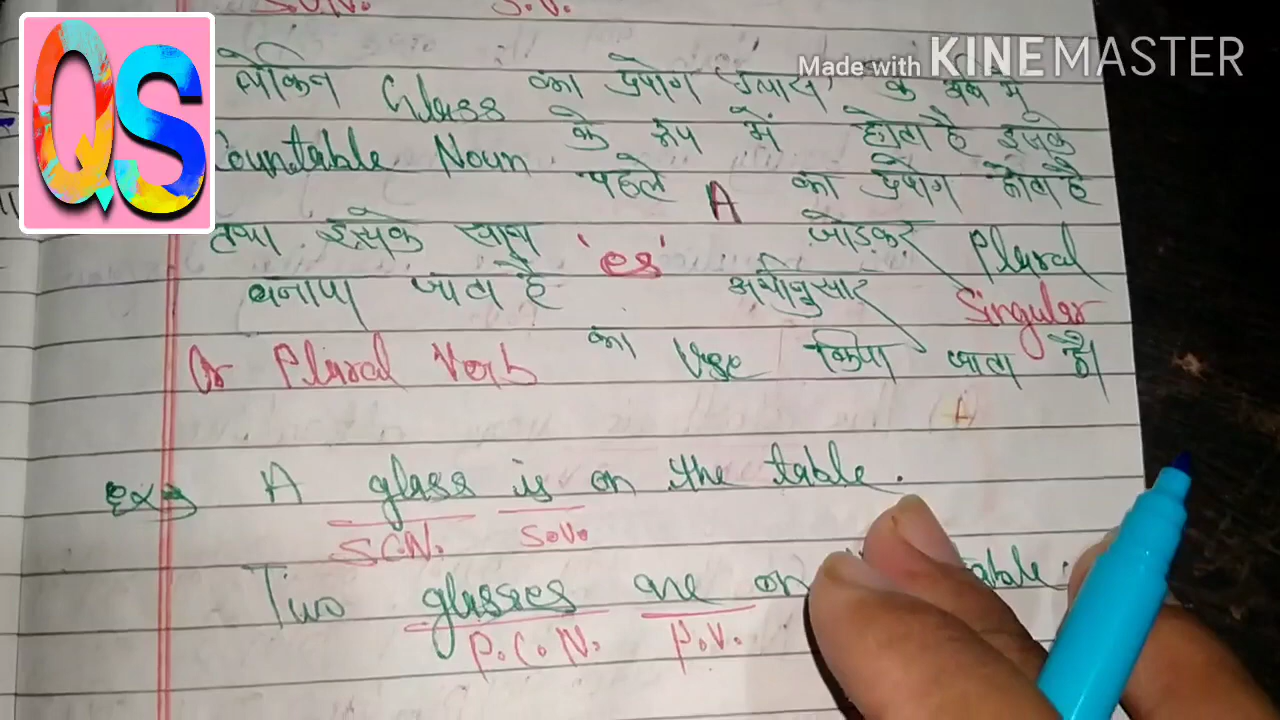 S.V.
QS
Made with KINEMASTER
लेकिन Glass का प्रयोग 'गिलास' के अर्थ में
Countable Noun के रूप में होता है इसके
पहले A का प्रयोग होता है
तथा इसके साथ 'es' जोड़कर Plural
बनाया जाता है अर्थानुसार Singular
Or Plural Verb का Use किया जाता है।
A
A glass is on the table.
S.C.N. S.V.
Two glasses are on table.
P.C.N. P.V.